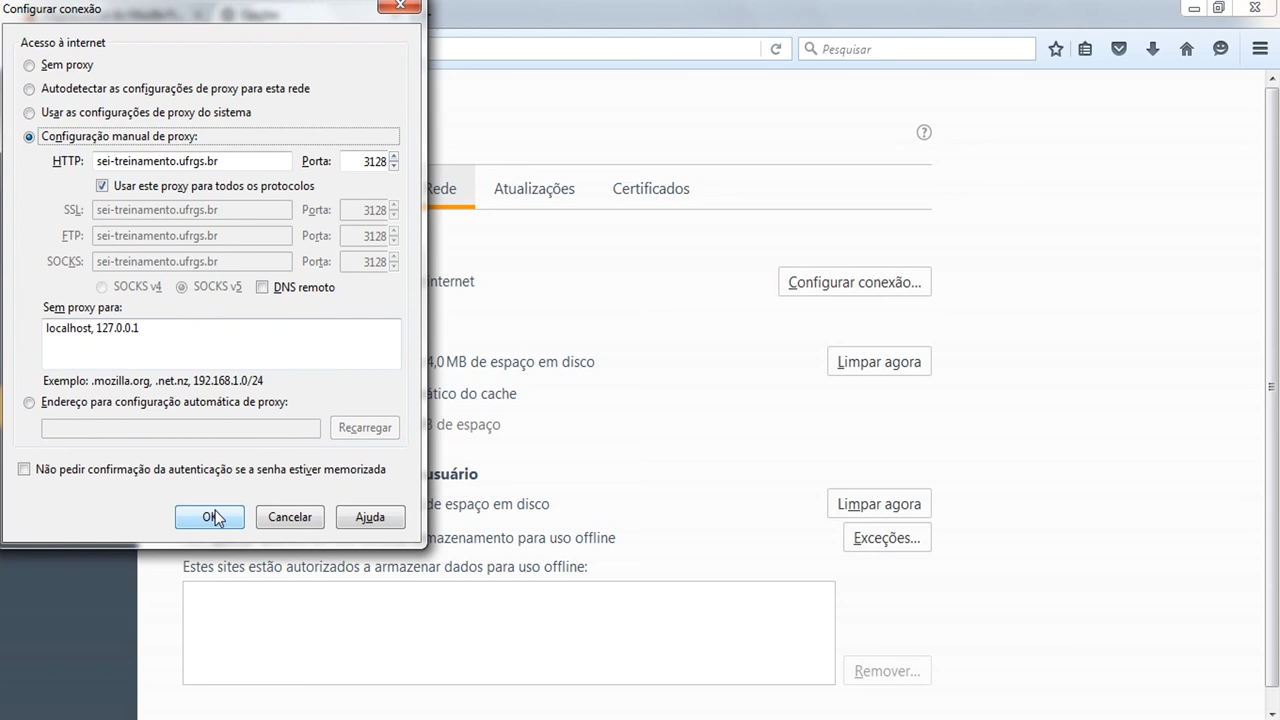 Configurar conexão
Acesso à internet
Sem proxy
Autodetectar as configurações de proxy para esta rede
Usar as configurações de proxy do sistema
Configuração manual de proxy:
HTTP: sei-treinamento.ufrgs.br Porta: 3128
Usar este proxy para todos os protocolos
SSL: sei-treinamento.ufrgs.br Porta: 3128
FTP: sei-treinamento.ufrgs.br Porta: 3128
SOCKS: sei-treinamento.ufrgs.br Porta: 3128
SOCKS v4 SOCKS v5 DNS remoto
Sem proxy para:
localhost, 127.0.0.1
Exemplo: .mozilla.org, .net.nz, 192.168.1.0/24
Endereço para configuração automática de proxy:
Recarregar
Não pedir confirmação da autenticação se a senha estiver memorizada
OK Cancelar Ajuda
Pesquisar
Rede Atualizações Certificados
Configurar conexão...
MB de espaço em disco Limpar agora
do cache
de espaço
usuário
de espaço em disco Limpar agora
para uso offline Exceções...
Estes sites estão autorizados a armazenar dados para uso offline:
Remover...